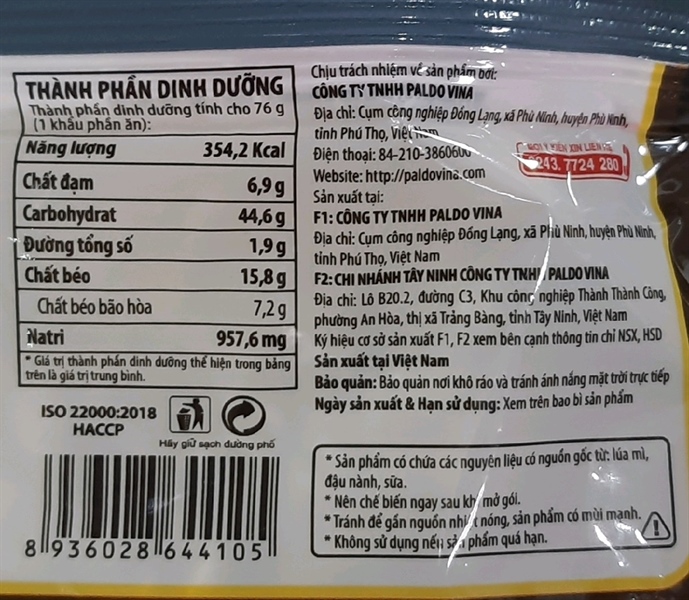 THÀNH PHẦN DINH DƯỠNG
Thành phần dinh dưỡng tính cho 76 g
(1 khẩu phần ăn):
Năng lượng 354,2 Kcal
Chất đạm 6,9 g
Carbohydrat 44,6 g
Đường tổng số 1,9 g
Chất béo 15,8 g
Chất béo bão hòa 7,2 g
Natri 957,6 mg
* Giá trị thành phần dinh dưỡng thể hiện trong bảng
trên là giá trị trung bình.
ISO 22000:2018
HACCP
Hãy giữ sạch đường phố
8 936028 644105
Chịu trách nhiệm về sản phẩm bởi:
CÔNG TY TNHH PALDO VINA
Địa chỉ: Cụm công nghiệp Đồng Lạng, xã Phù Ninh, huyện Phù Ninh,
tỉnh Phú Thọ, Việt Nam
Điện thoại: 84-210-3860600
Website: http://paldovina.com
0243. 7724 280
Sản xuất tại:
F1: CÔNG TY TNHH PALDO VINA
Địa chỉ: Cụm công nghiệp Đồng Lạng, xã Phù Ninh, huyện Phù Ninh,
tỉnh Phú Thọ, Việt Nam
F2: CHI NHÁNH TÂY NINH CÔNG TY TNHH PALDO VINA
Địa chỉ: Lô B20.2, đường C3, Khu công nghiệp Thành Thành Công,
phường An Hòa, thị xã Trảng Bàng, tỉnh Tây Ninh, Việt Nam
Ký hiệu cơ sở sản xuất F1, F2 xem bên cạnh thông tin chỉ NSX, HSD
Sản xuất tại Việt Nam
Bảo quản: Bảo quản nơi khô ráo và tránh ánh nắng mặt trời trực tiếp
Ngày sản xuất & Hạn sử dụng: Xem trên bao bì sản phẩm
* Sản phẩm có chứa các nguyên liệu có nguồn gốc từ: lúa mì,
đậu nành, sữa.
* Nên chế biến ngay sau khi mở gói.
* Tránh để gần nguồn nhiệt nóng, sản phẩm có mùi mạnh.
* Không sử dụng nếu sản phẩm quá hạn.